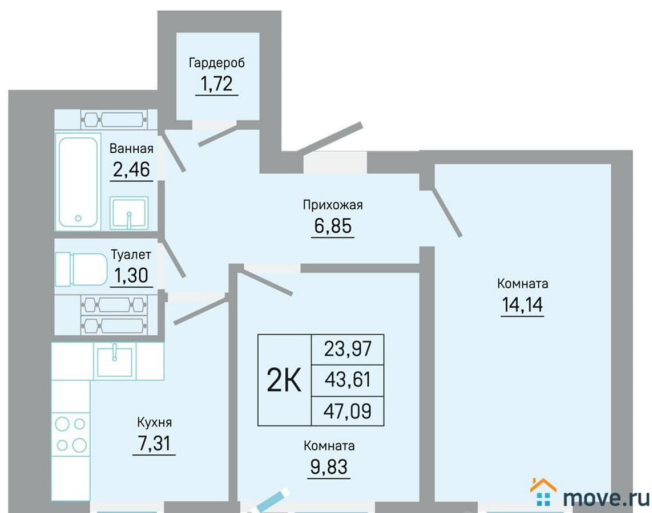 Гардероб
1,72
Ванная
2,46
Прихожая
6,85
Туалет
1,30
Комната
14,14
2К
23,97
43,61
47,09
Кухня
7,31
Комната
9,83
move.ru